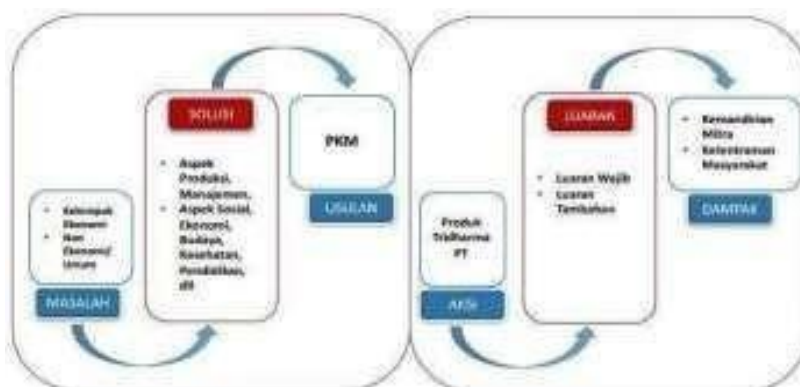 • Kelompok
Ekonomi
• Non
Ekonomi/
Umum
MASALAH
SOLUSI
• Aspek
Produksi,
Manajemen,
• Aspek Sosial,
Ekonomi,
Budaya,
Kesehatan,
Pendidikan,
dll
PKM
USULAN
Produk
Tridharma
PT
AKSI
LUARAN
• Luaran Wajib
• Luaran
Tambahan
• Kemandirian
Mitra
• Ketentraman
Masyarakat
DAMPAK